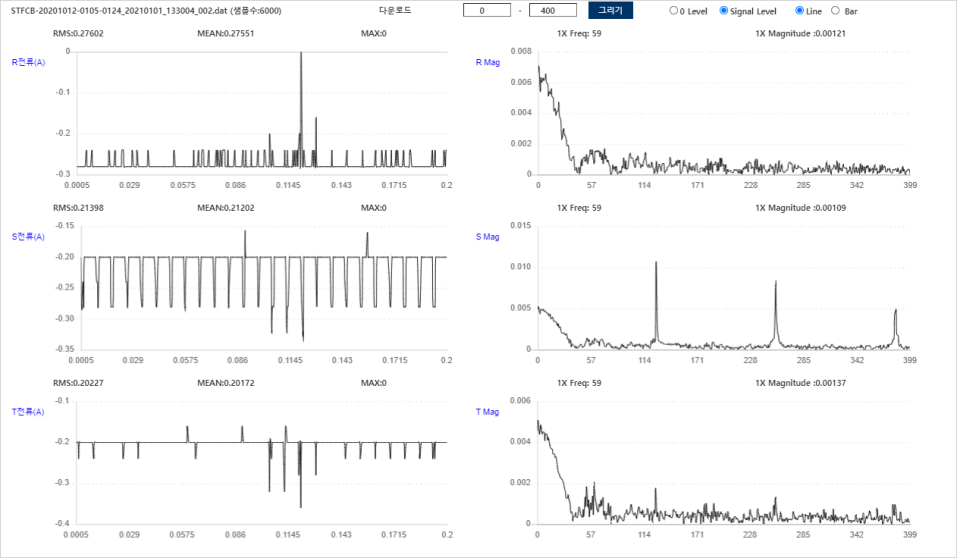 STFCB-20201012-0105-0124_20210101_133004_002.dat (샘플수:6000) 다운로드 0 - 400 그리기 0 Level Signal Level Line Bar
RMS:0.27602 MEAN:0.27551 MAX:0
R전류(A)
0
-0.1
-0.2
-0.3
0.0005 0.029 0.0575 0.086 0.1145 0.143 0.1715 0.2
1X Freq: 59 1X Magnitude :0.00121
R Mag
0.008
0.006
0.004
0.002
0
0 57 114 171 228 285 342 399
RMS:0.21398 MEAN:0.21202 MAX:0
S전류(A)
-0.15
-0.20
-0.25
-0.30
-0.35
0.0005 0.029 0.0575 0.086 0.1145 0.143 0.1715 0.2
1X Freq: 59 1X Magnitude :0.00109
S Mag
0.015
0.010
0.005
0.000
0 57 114 171 228 285 342 399
RMS:0.20227 MEAN:0.20172 MAX:0
T전류(A)
-0.1
-0.2
-0.3
-0.4
0.0005 0.029 0.0575 0.086 0.1145 0.143 0.1715 0.2
1X Freq: 59 1X Magnitude :0.00137
T Mag
0.006
0.004
0.002
0
0 57 114 171 228 285 342 399